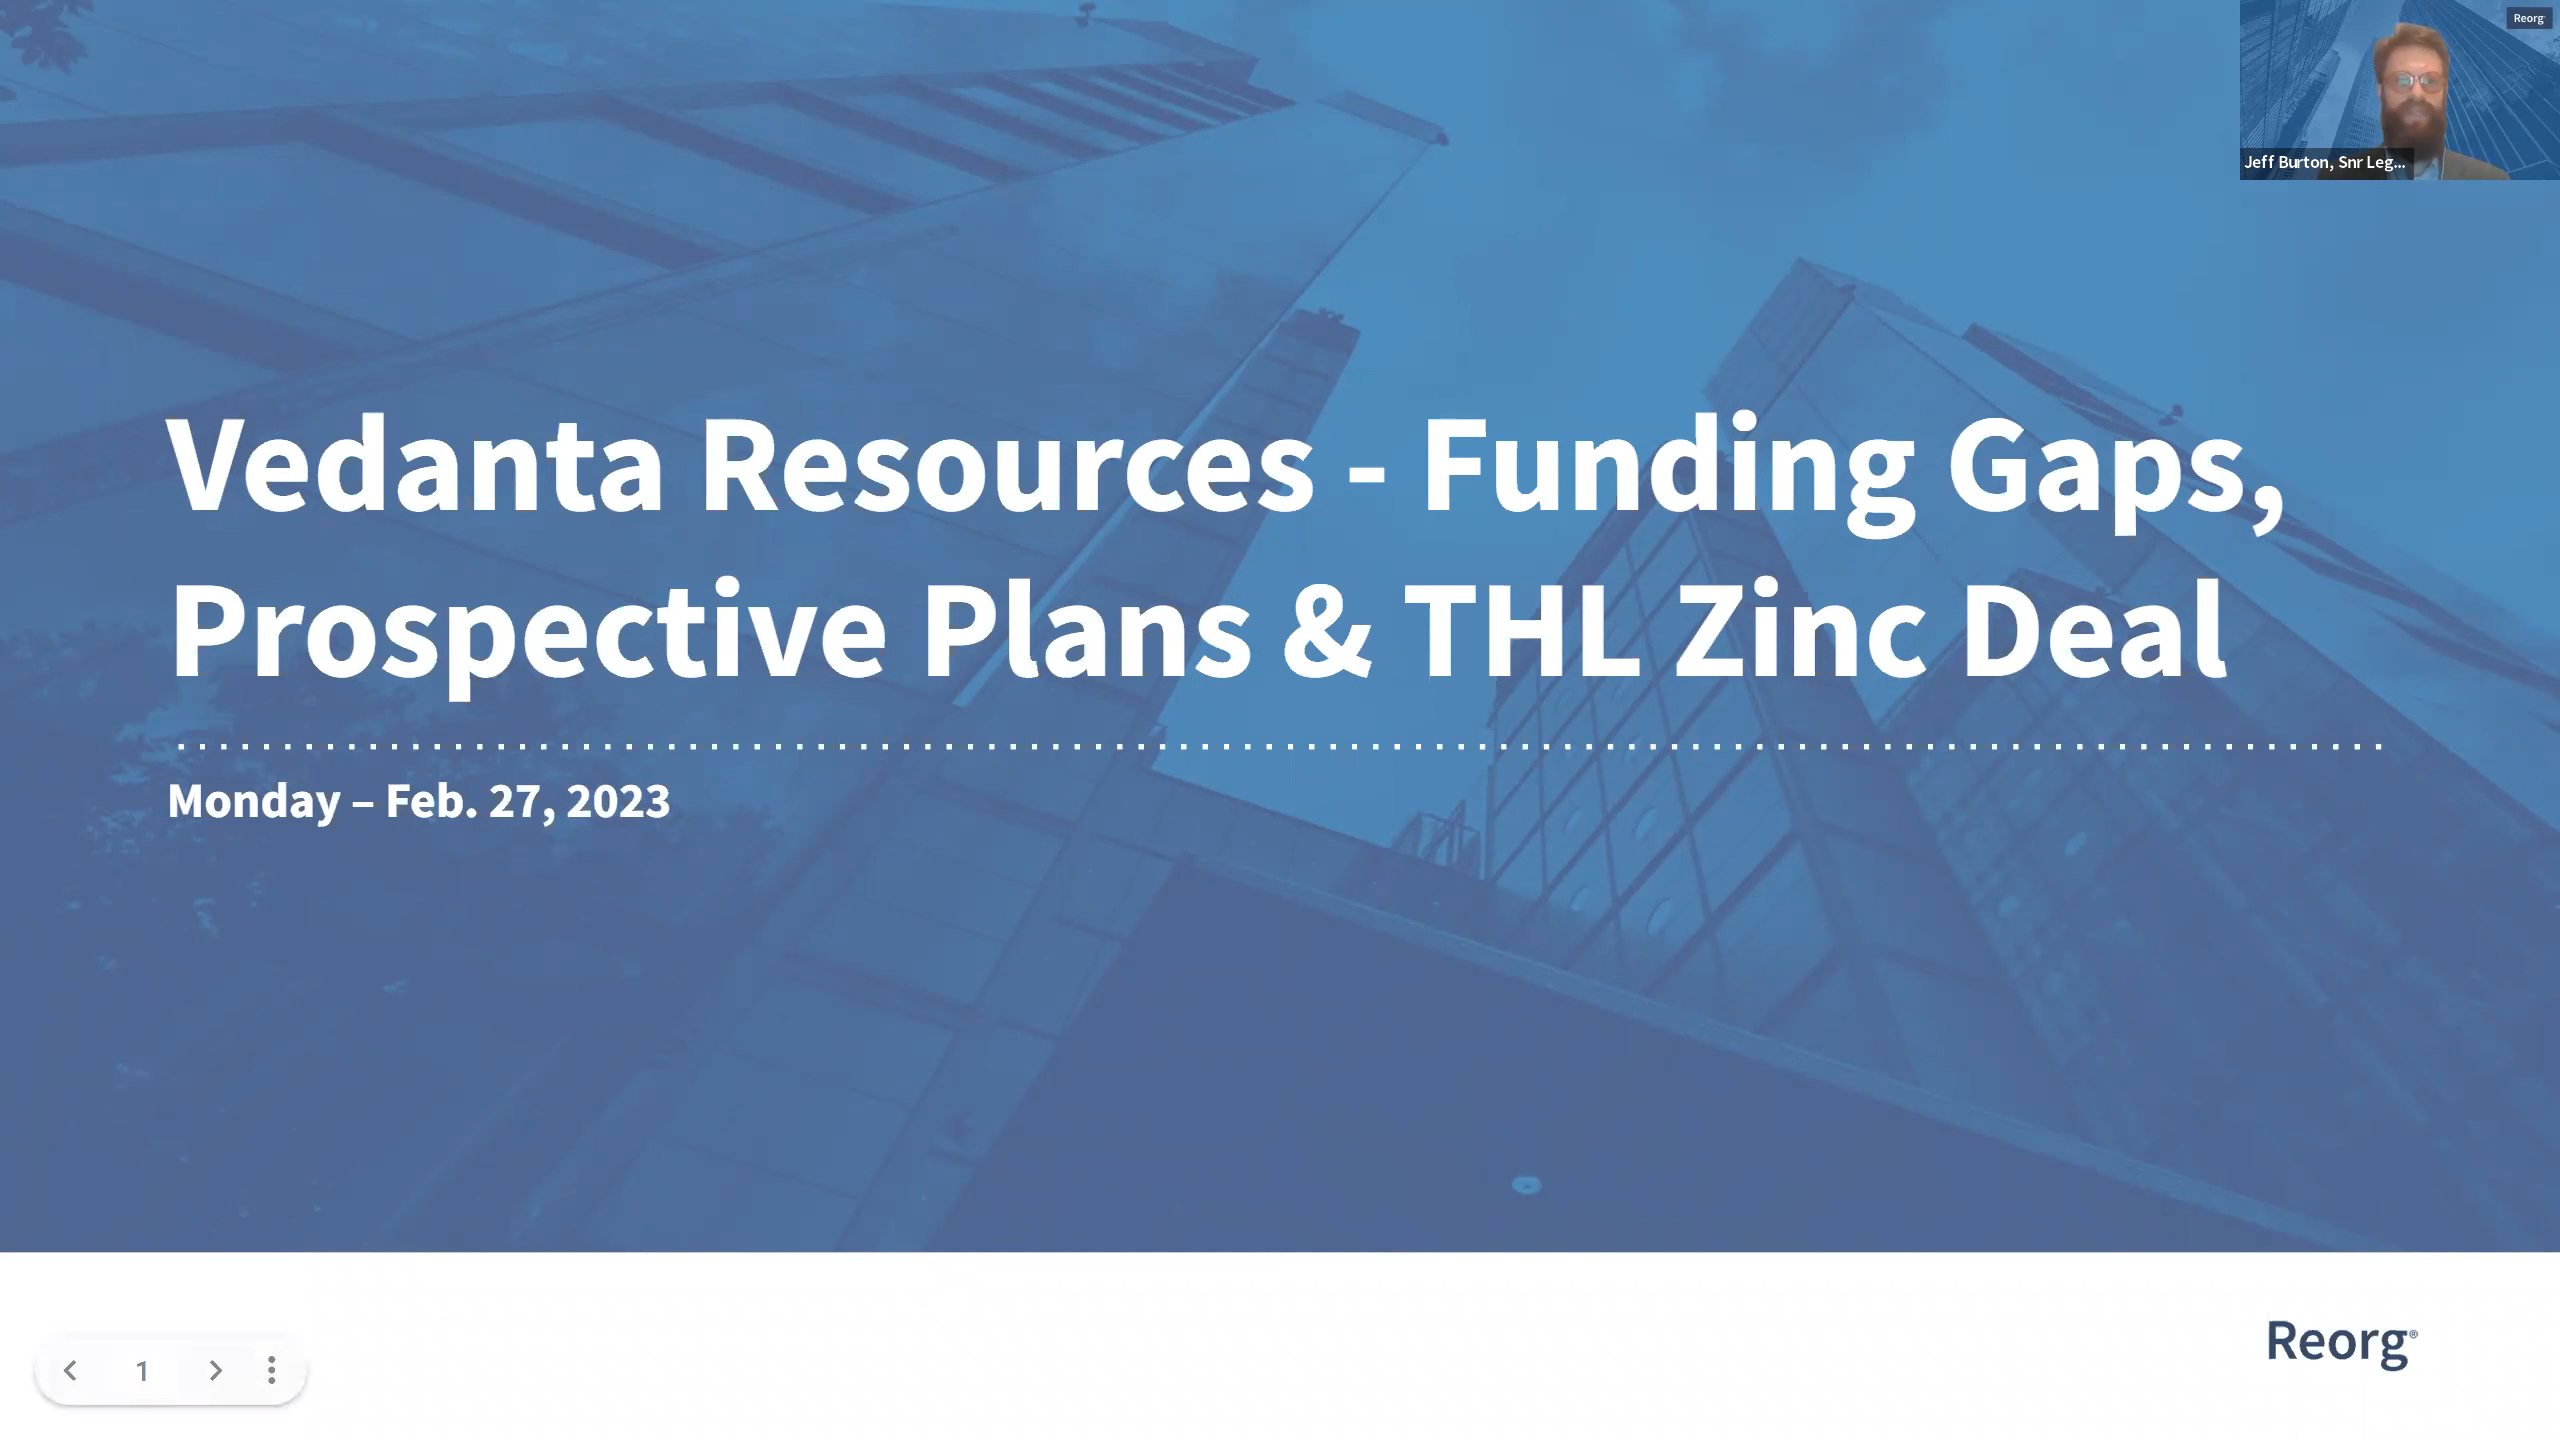 Reorg
Jeff Burton, Snr Leg...
Vedanta Resources - Funding Gaps,
Prospective Plans & THL Zinc Deal
Monday – Feb. 27, 2023
1
Reorg®